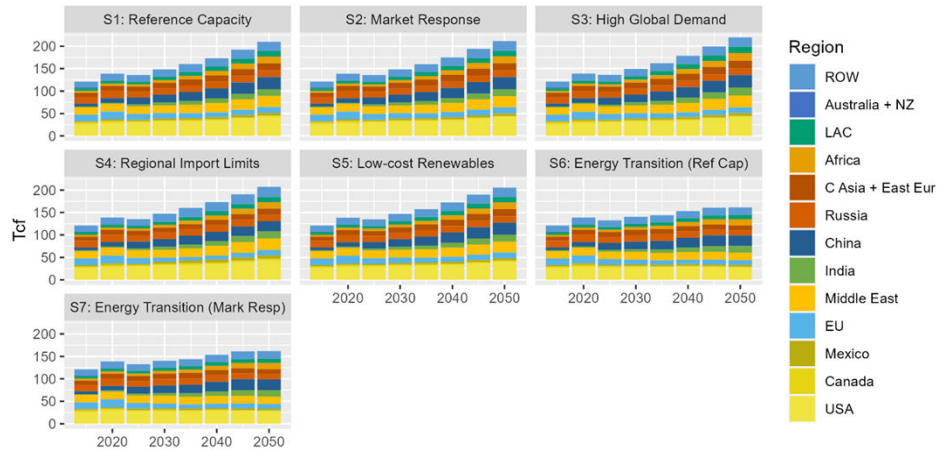 S1: Reference Capacity
S2: Market Response
S3: High Global Demand
200
150
100
50
0
S4: Regional Import Limits
S5: Low-cost Renewables
S6: Energy Transition (Ref Cap)
Tcf
200
150
100
50
0
2020 2030 2040 2050
2020 2030 2040 2050
S7: Energy Transition (Mark Resp)
200
150
100
50
0
2020 2030 2040 2050
Region
ROW
Australia + NZ
LAC
Africa
C Asia + East Eur
Russia
China
India
Middle East
EU
Mexico
Canada
USA